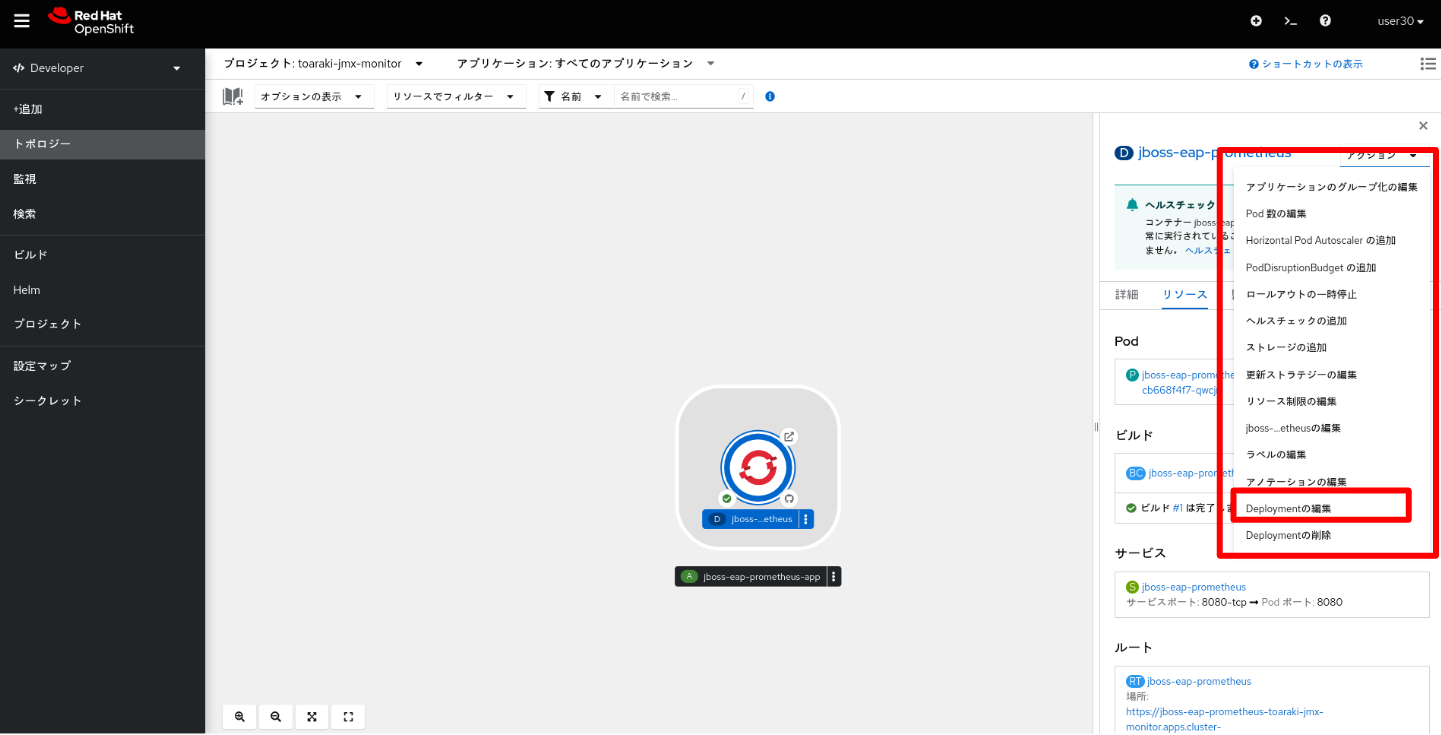 Red Hat
OpenShift
user30
Developer
+追加
トポロジー
監視
検索
ビルド
Helm
プロジェクト
設定マップ
シークレット
プロジェクト: toaraki-jmx-monitor
アプリケーション: すべてのアプリケーション
ショートカットの表示
オプションの表示
リソースでフィルター
名前
名前で検索...
/
D jboss-...etheus
A jboss-eap-prometheus-app
D jboss-eap-prometheus
アクション
ヘルスチェック
コンテナー jboss-eap
常に実行されているこ
ません。 ヘルスチェ
詳細
リソース
Pod
P jboss-eap-prometheus
cb668f4f7-qwcj
ビルド
BC jboss-eap-prometh
ビルド #1 は完了しま
サービス
S jboss-eap-prometheus
サービスポート: 8080-tcp → Pod ポート: 8080
ルート
RT jboss-eap-prometheus
場所:
https://jboss-eap-prometheus-toaraki-jmx-
monitor.apps.cluster-
アプリケーションのグループ化の編集
Pod 数の編集
Horizontal Pod Autoscaler の追加
PodDisruptionBudget の追加
ロールアウトの一時停止
ヘルスチェックの追加
ストレージの追加
更新ストラテジーの編集
リソース制限の編集
jboss-...etheusの編集
ラベルの編集
アノテーションの編集
Deploymentの編集
Deploymentの削除